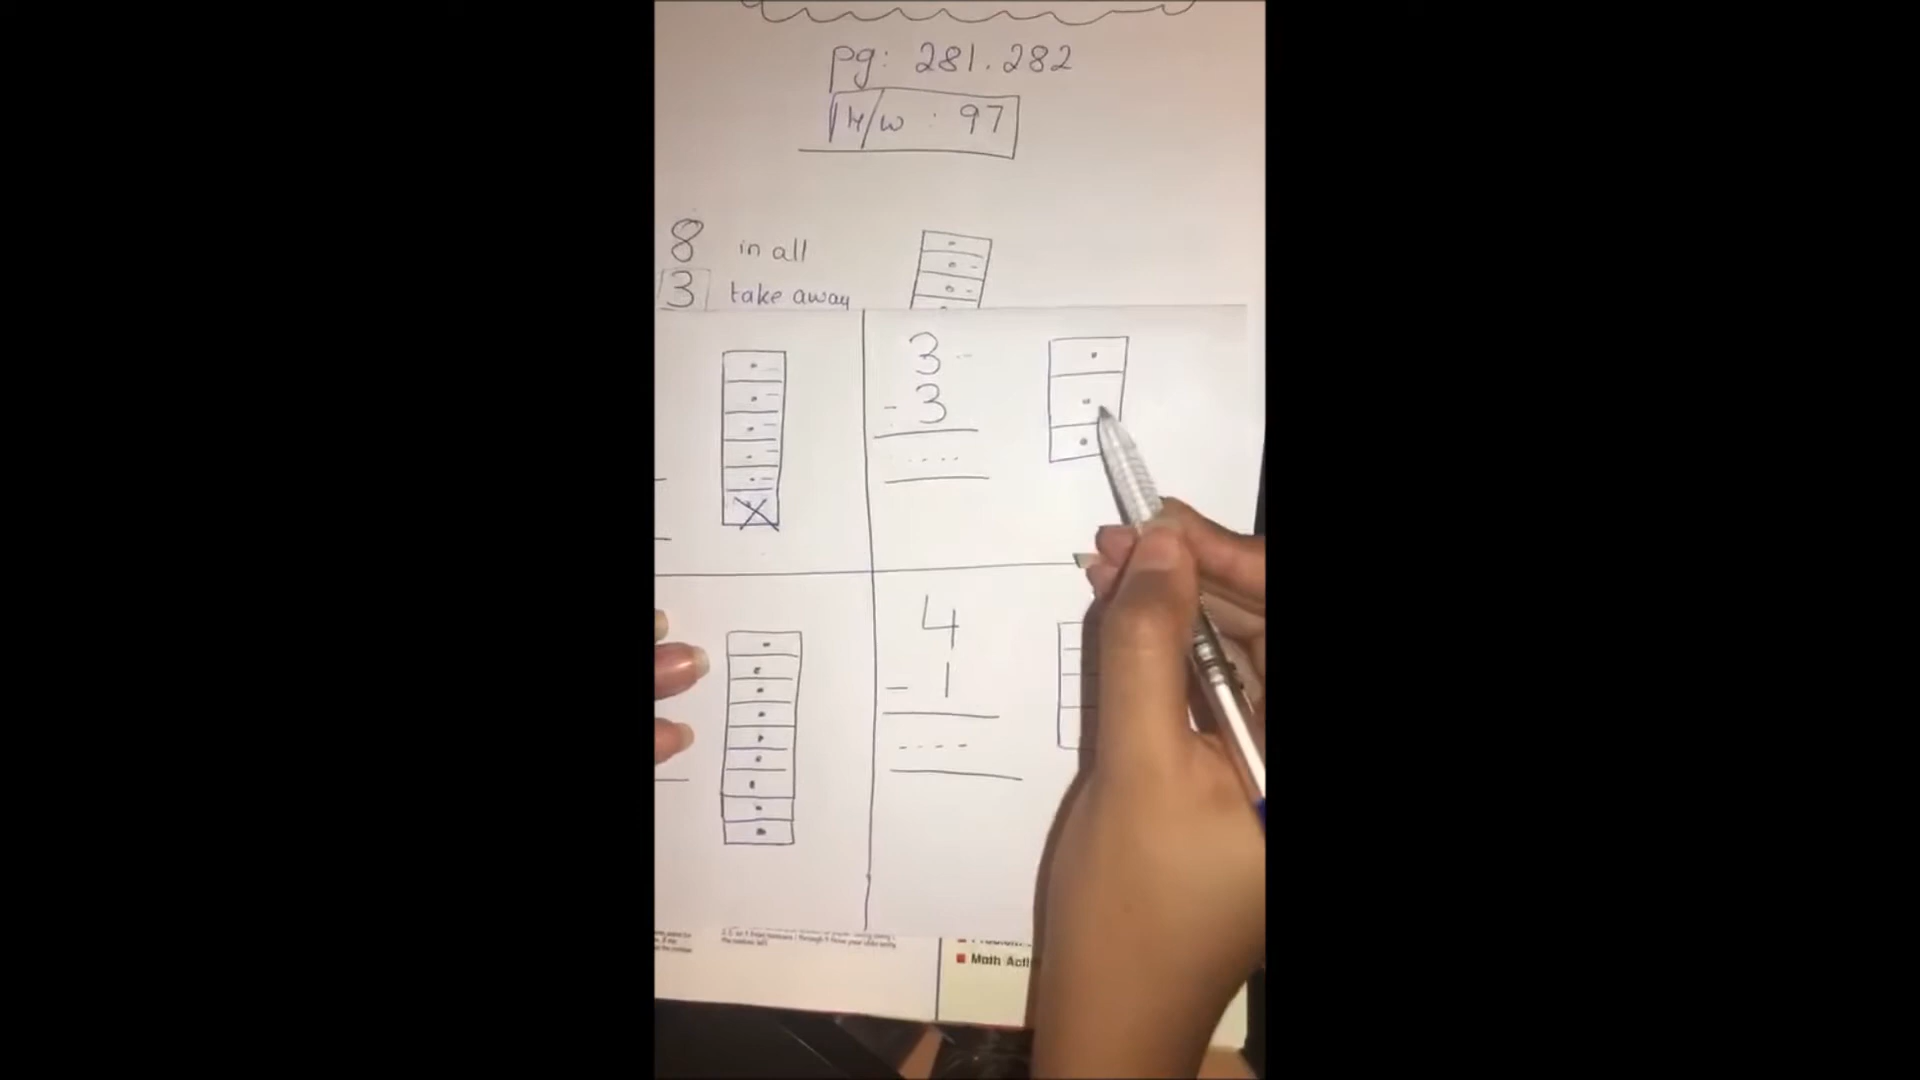 pg: 281.282
H/w : 97
8 in all
3 take away
3
- 3
4
- 1
Math Acti